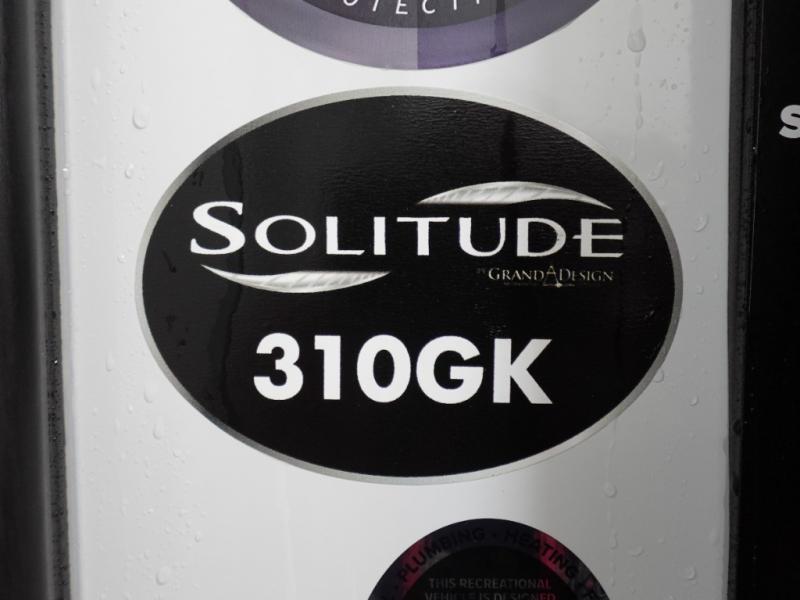 SOLITUDE
BY GRAND DESIGN
310GK
S
PLUMBING • HEATING
THIS RECREATIONAL
VEHICLE IS DESIGNED